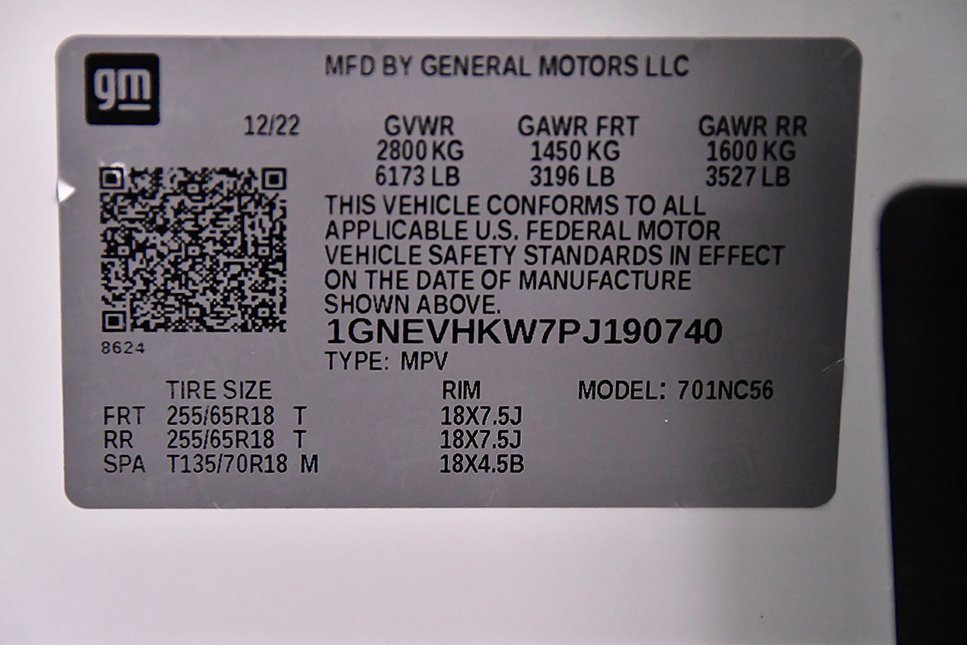 gm
MFD BY GENERAL MOTORS LLC
12/22 GVWR GAWR FRT GAWR RR
2800 KG 1450 KG 1600 KG
6173 LB 3196 LB 3527 LB
THIS VEHICLE CONFORMS TO ALL
APPLICABLE U.S. FEDERAL MOTOR
VEHICLE SAFETY STANDARDS IN EFFECT
ON THE DATE OF MANUFACTURE
SHOWN ABOVE.
1GNEVHKW7PJ190740
8624
TYPE: MPV
TIRE SIZE RIM MODEL: 701NC56
FRT 255/65R18 T 18X7.5J
RR 255/65R18 T 18X7.5J
SPA T135/70R18 M 18X4.5B